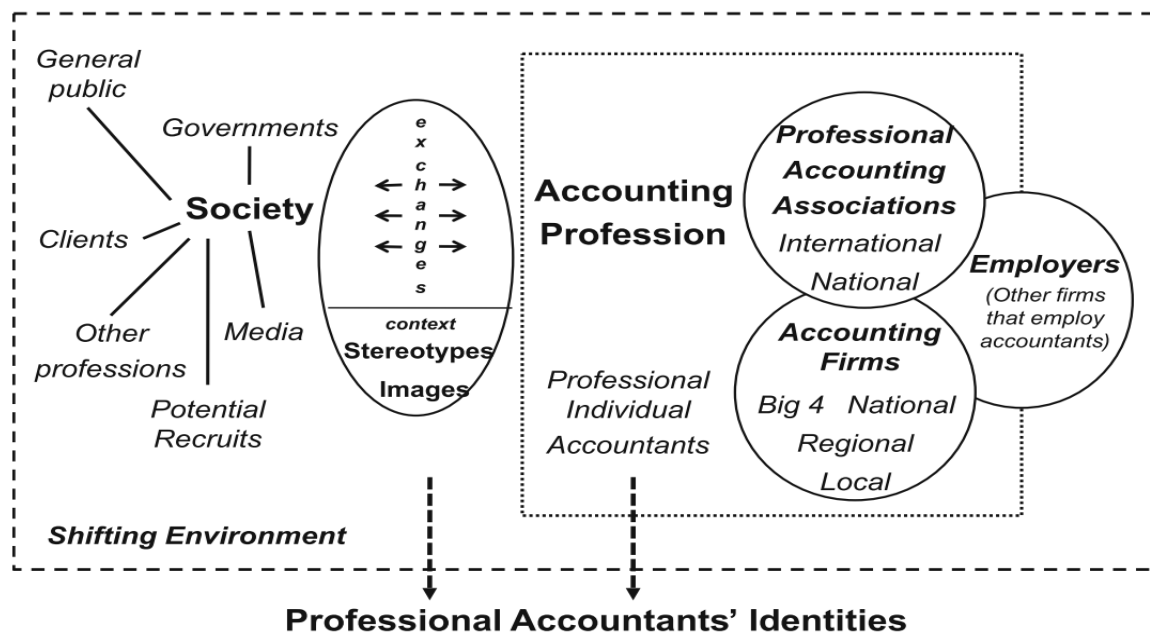 General
public
Governments
Society
Clients
Other
professions
Media
Potential
Recruits
exchanges
context
Stereotypes
Images
Accounting
Profession
Professional
Individual
Accountants
Professional
Accounting
Associations
International
National
Employers
(Other firms
that employ
accountants)
Accounting
Firms
Big 4 National
Regional
Local
Shifting Environment
Professional Accountants’ Identities